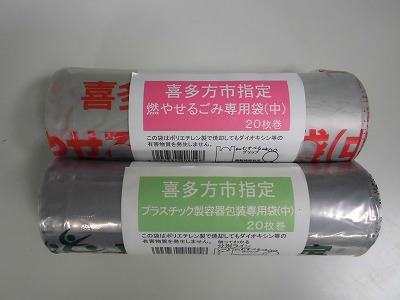 喜多方市指定
燃やせるごみ専用袋(中)
20枚巻
この袋はポリエチレン製で焼却してもダイオキシン等の
有害物質を発生しません。
喜
やせる
袋(中)
喜多方市指定
プラスチック製容器包装専用袋(中)
20枚巻
この袋はポリエチレン製で焼却してもダイオキシン等の
有害物質を発生しません。